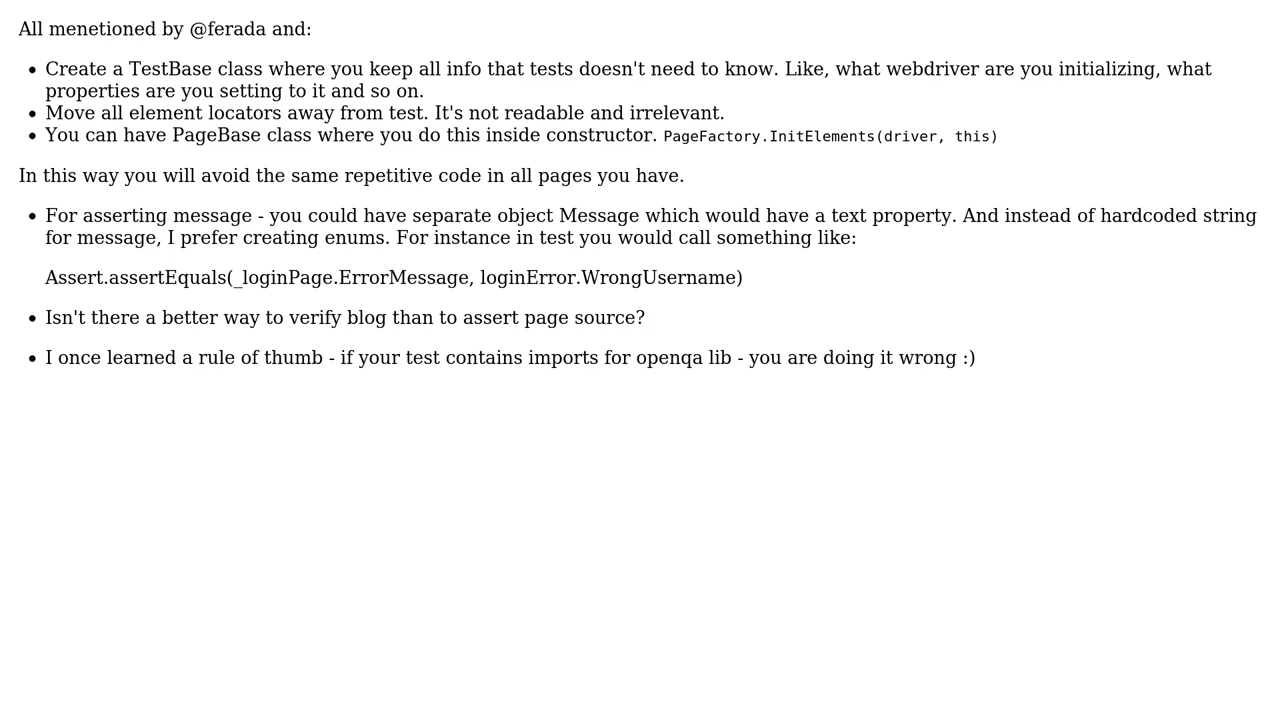 All menetioned by @ferada and:
• Create a TestBase class where you keep all info that tests doesn't need to know. Like, what webdriver are you initializing, what
properties are you setting to it and so on.
• Move all element locators away from test. It's not readable and irrelevant.
• You can have PageBase class where you do this inside constructor. PageFactory.InitElements(driver, this)
In this way you will avoid the same repetitive code in all pages you have.
• For asserting message - you could have separate object Message which would have a text property. And instead of hardcoded string
for message, I prefer creating enums. For instance in test you would call something like:
Assert.assertEquals(_loginPage.ErrorMessage, loginError.WrongUsername)
• Isn't there a better way to verify blog than to assert page source?
• I once learned a rule of thumb - if your test contains imports for openqa lib - you are doing it wrong :)